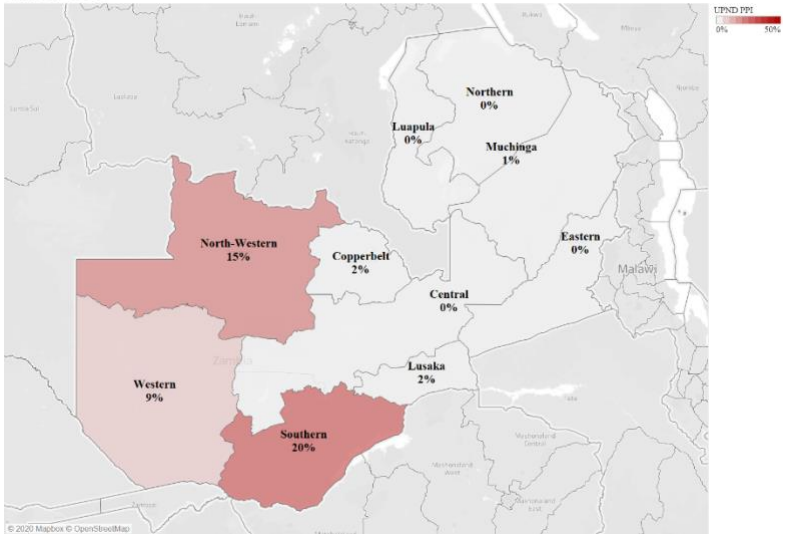 UPND PPI
0% 50%
Northern
0%
Luapula
0%
Muchinga
1%
North-Western
15%
Copperbelt
2%
Eastern
0%
Malawi
Central
0%
Zambia
Western
9%
Lusaka
2%
Southern
20%
© 2020 Mapbox © OpenStreetMap